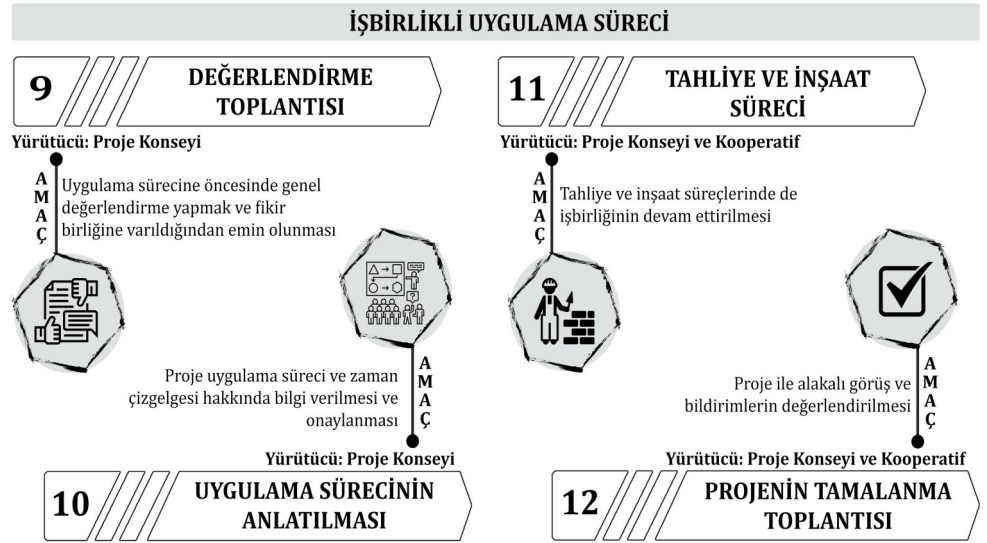 İŞBİRLİKLİ UYGULAMA SÜRECİ
9
DEĞERLENDİRME
TOPLANTISI
Yürütücü: Proje Konseyi
AMAÇ
Uygulama sürecine öncesinde genel
değerlendirme yapmak ve fikir
birliğine varıldığından emin olunması
Proje uygulama süreci ve zaman
çizgelgesi hakkında bilgi verilmesi ve
onaylanması
AMAÇ
Yürütücü: Proje Konseyi
10
UYGULAMA SÜRECİNİN
ANLATILMASI
11
TAHLİYE VE İNŞAAT
SÜRECİ
Yürütücü: Proje Konseyi ve Kooperatif
AMAÇ
Tahliye ve inşaat süreçlerinde de
işbirliğinin devam ettirilmesi
Proje ile alakalı görüş ve
bildirimlerin değerlendirilmesi
AMAÇ
Yürütücü: Proje Konseyi ve Kooperatif
12
PROJENİN TAMALANMA
TOPLANTISI